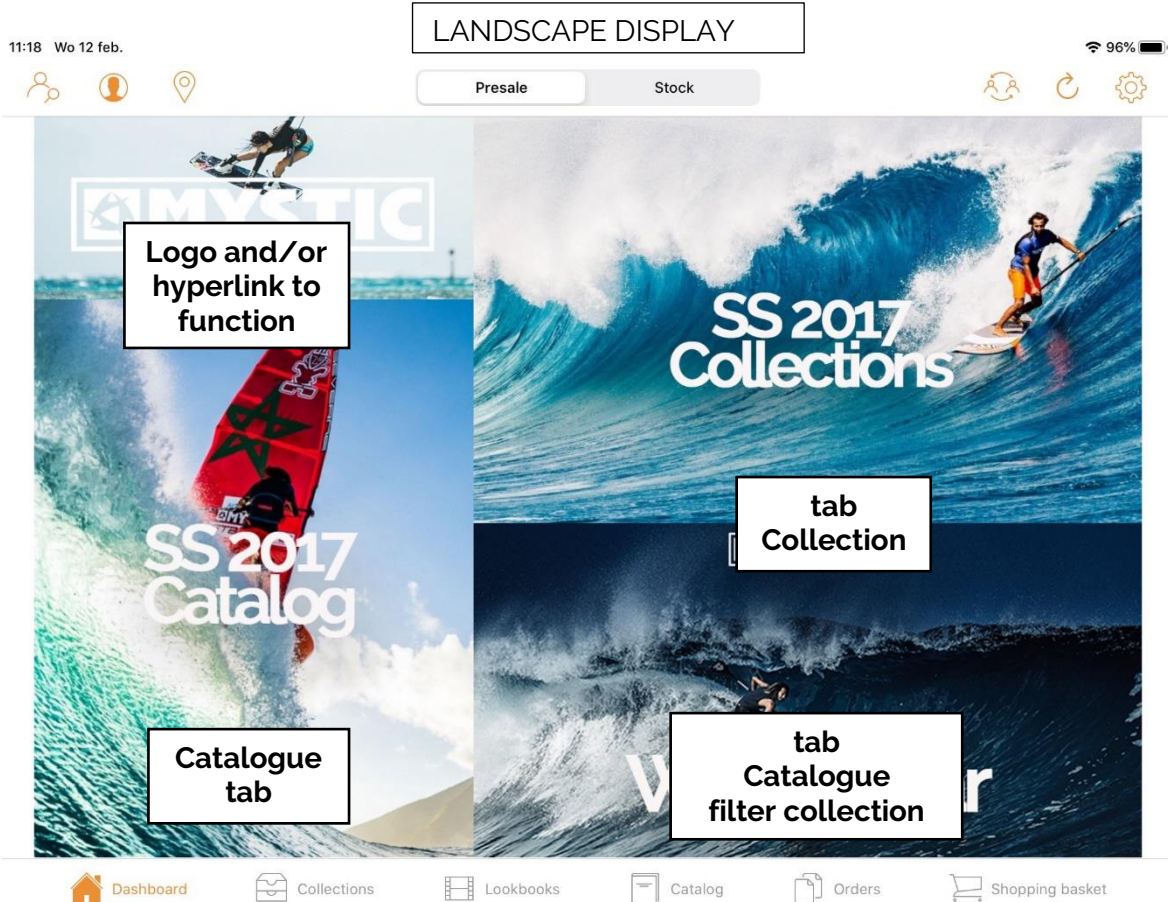 LANDSCAPE DISPLAY
11:18 Wo 12 feb.
96%
Presale
Stock
MYSTIC
Logo and/or
hyperlink to
function
SS 2017
Collections
tab
Collection
SS 2017
Catalog
Catalogue
tab
tab
Catalogue
filter collection
Dashboard
Collections
Lookbooks
Catalog
Orders
Shopping basket